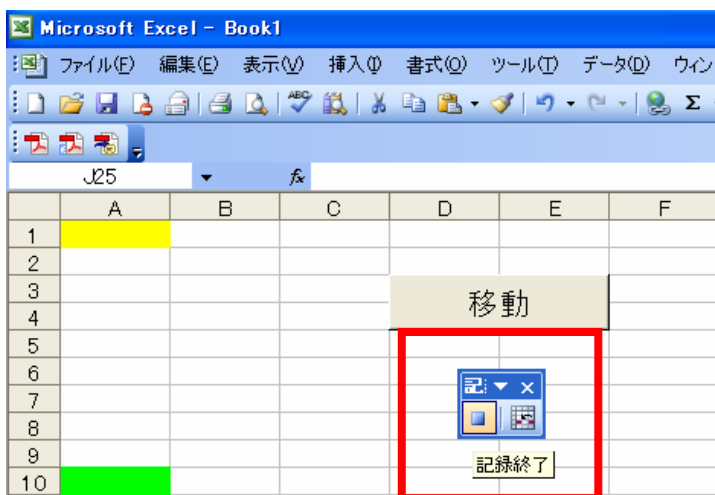 Microsoft Excel - Book1
ファイル(F) 編集(E) 表示(V) 挿入(I) 書式(O) ツール(T) データ(D) ウィン
ABC Σ
J25 fx
A B C D E F
1
2
3
移動
4
5
6
記
7
8
9
記録終了
10